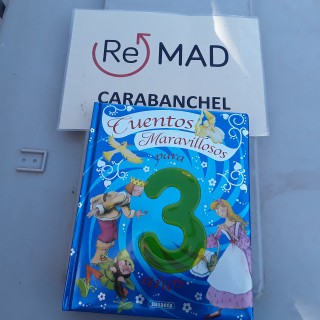 Re MAD
CARABANCHEL
Cuentos
Maravillosos
para
3